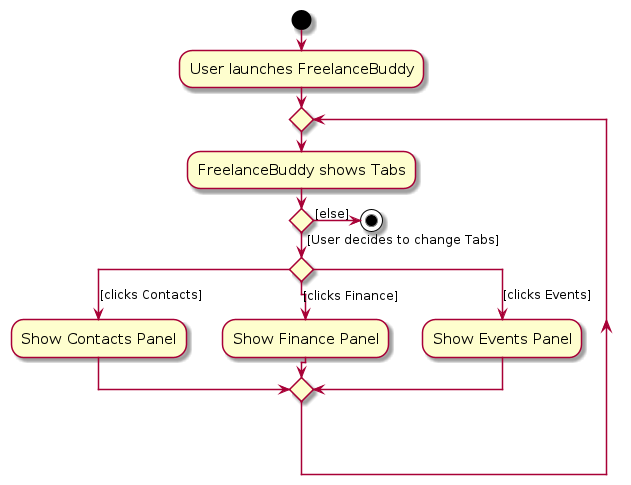 User launches FreelanceBuddy
FreelanceBuddy shows Tabs
[else]
[User decides to change Tabs]
[clicks Contacts]
[clicks Finance]
[clicks Events]
Show Contacts Panel
Show Finance Panel
Show Events Panel